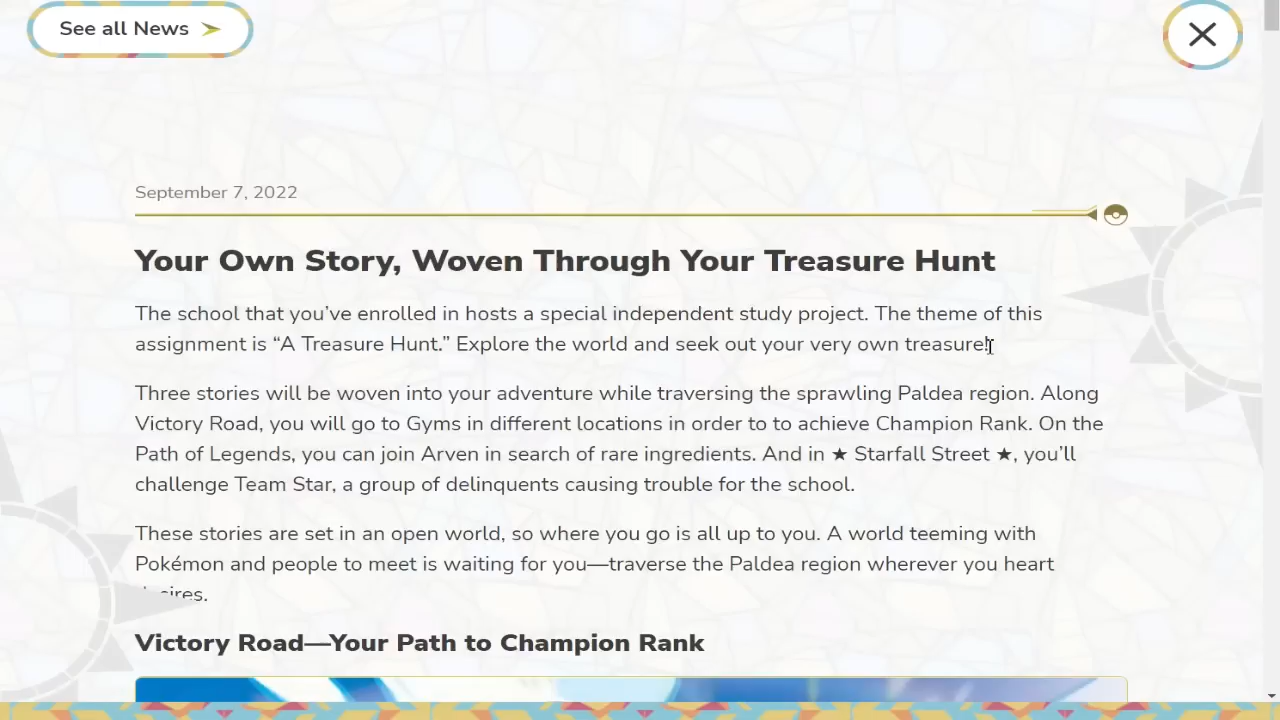 See all News
September 7, 2022
Your Own Story, Woven Through Your Treasure Hunt
The school that you’ve enrolled in hosts a special independent study project. The theme of this
assignment is “A Treasure Hunt.” Explore the world and seek out your very own treasure!
Three stories will be woven into your adventure while traversing the sprawling Paldea region. Along
Victory Road, you will go to Gyms in different locations in order to to achieve Champion Rank. On the
Path of Legends, you can join Arven in search of rare ingredients. And in ★ Starfall Street ★, you’ll
challenge Team Star, a group of delinquents causing trouble for the school.
These stories are set in an open world, so where you go is all up to you. A world teeming with
Pokémon and people to meet is waiting for you—traverse the Paldea region wherever you heart
Victory Road—Your Path to Champion Rank